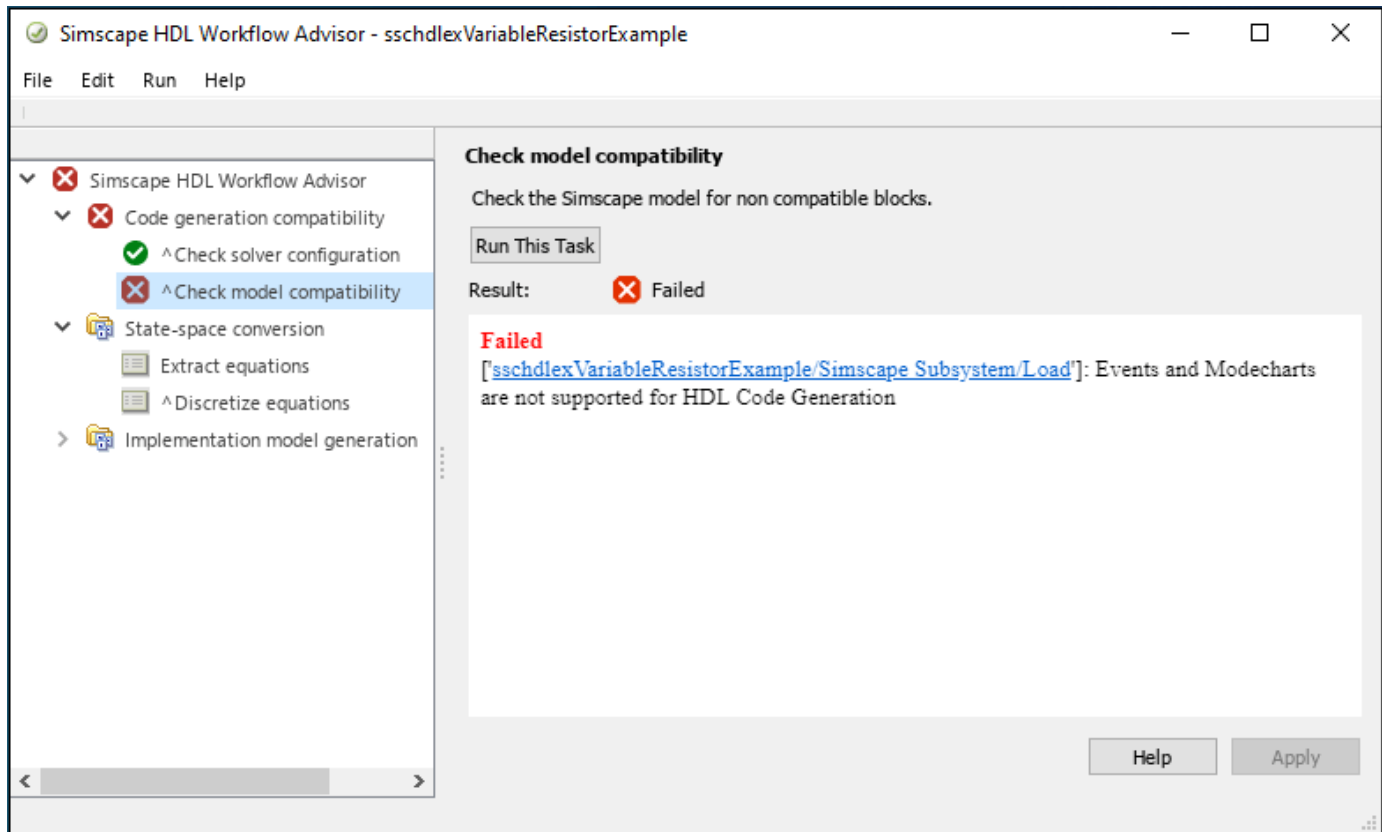 Simscape HDL Workflow Advisor - sschdlexVariableResistorExample
File Edit Run Help
Simscape HDL Workflow Advisor
Code generation compatibility
^Check solver configuration
^Check model compatibility
State-space conversion
Extract equations
^Discretize equations
Implementation model generation
Check model compatibility
Check the Simscape model for non compatible blocks.
Run This Task
Result: Failed
Failed
['sschdlexVariableResistorExample/Simscape Subsystem/Load']: Events and Modecharts
are not supported for HDL Code Generation
Help Apply